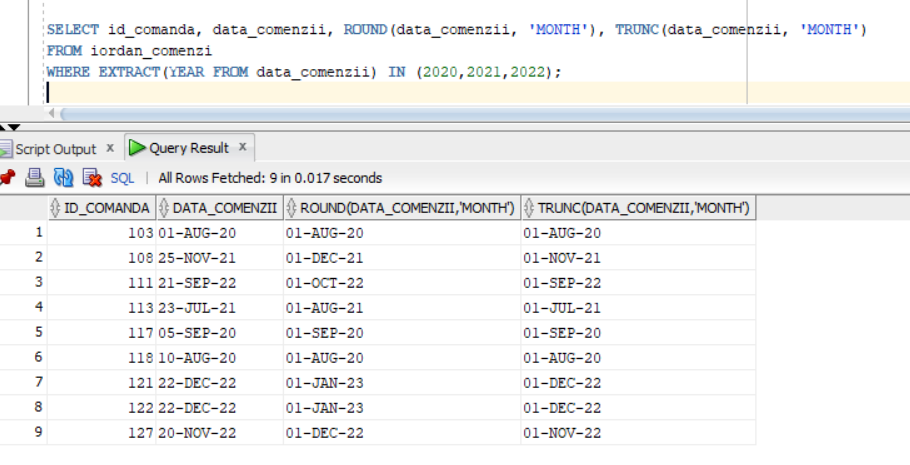 SELECT id_comanda, data_comenzii, ROUND(data_comenzii, 'MONTH'), TRUNC(data_comenzii, 'MONTH')
FROM iordan_comenzi
WHERE EXTRACT(YEAR FROM data_comenzii) IN (2020,2021,2022);
Script Output x Query Result x
SQL | All Rows Fetched: 9 in 0.017 seconds
ID_COMANDA DATA_COMENZII ROUND(DATA_COMENZII,'MONTH') TRUNC(DATA_COMENZII,'MONTH')
1 103 01-AUG-20 01-AUG-20 01-AUG-20
2 108 25-NOV-21 01-DEC-21 01-NOV-21
3 111 21-SEP-22 01-OCT-22 01-SEP-22
4 113 23-JUL-21 01-AUG-21 01-JUL-21
5 117 05-SEP-20 01-SEP-20 01-SEP-20
6 118 10-AUG-20 01-AUG-20 01-AUG-20
7 121 22-DEC-22 01-JAN-23 01-DEC-22
8 122 22-DEC-22 01-JAN-23 01-DEC-22
9 127 20-NOV-22 01-DEC-22 01-NOV-22